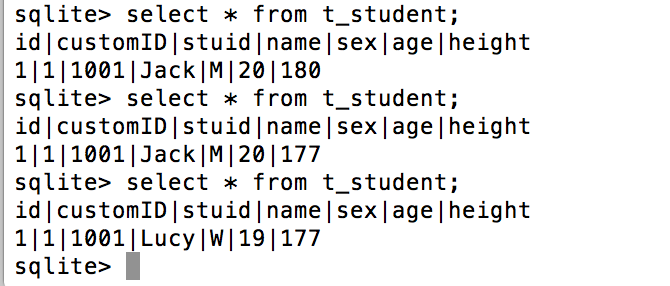 sqlite> select * from t_student;
id|customID|stuid|name|sex|age|height
1|1|1001|Jack|M|20|180
sqlite> select * from t_student;
id|customID|stuid|name|sex|age|height
1|1|1001|Jack|M|20|177
sqlite> select * from t_student;
id|customID|stuid|name|sex|age|height
1|1|1001|Lucy|W|19|177
sqlite>